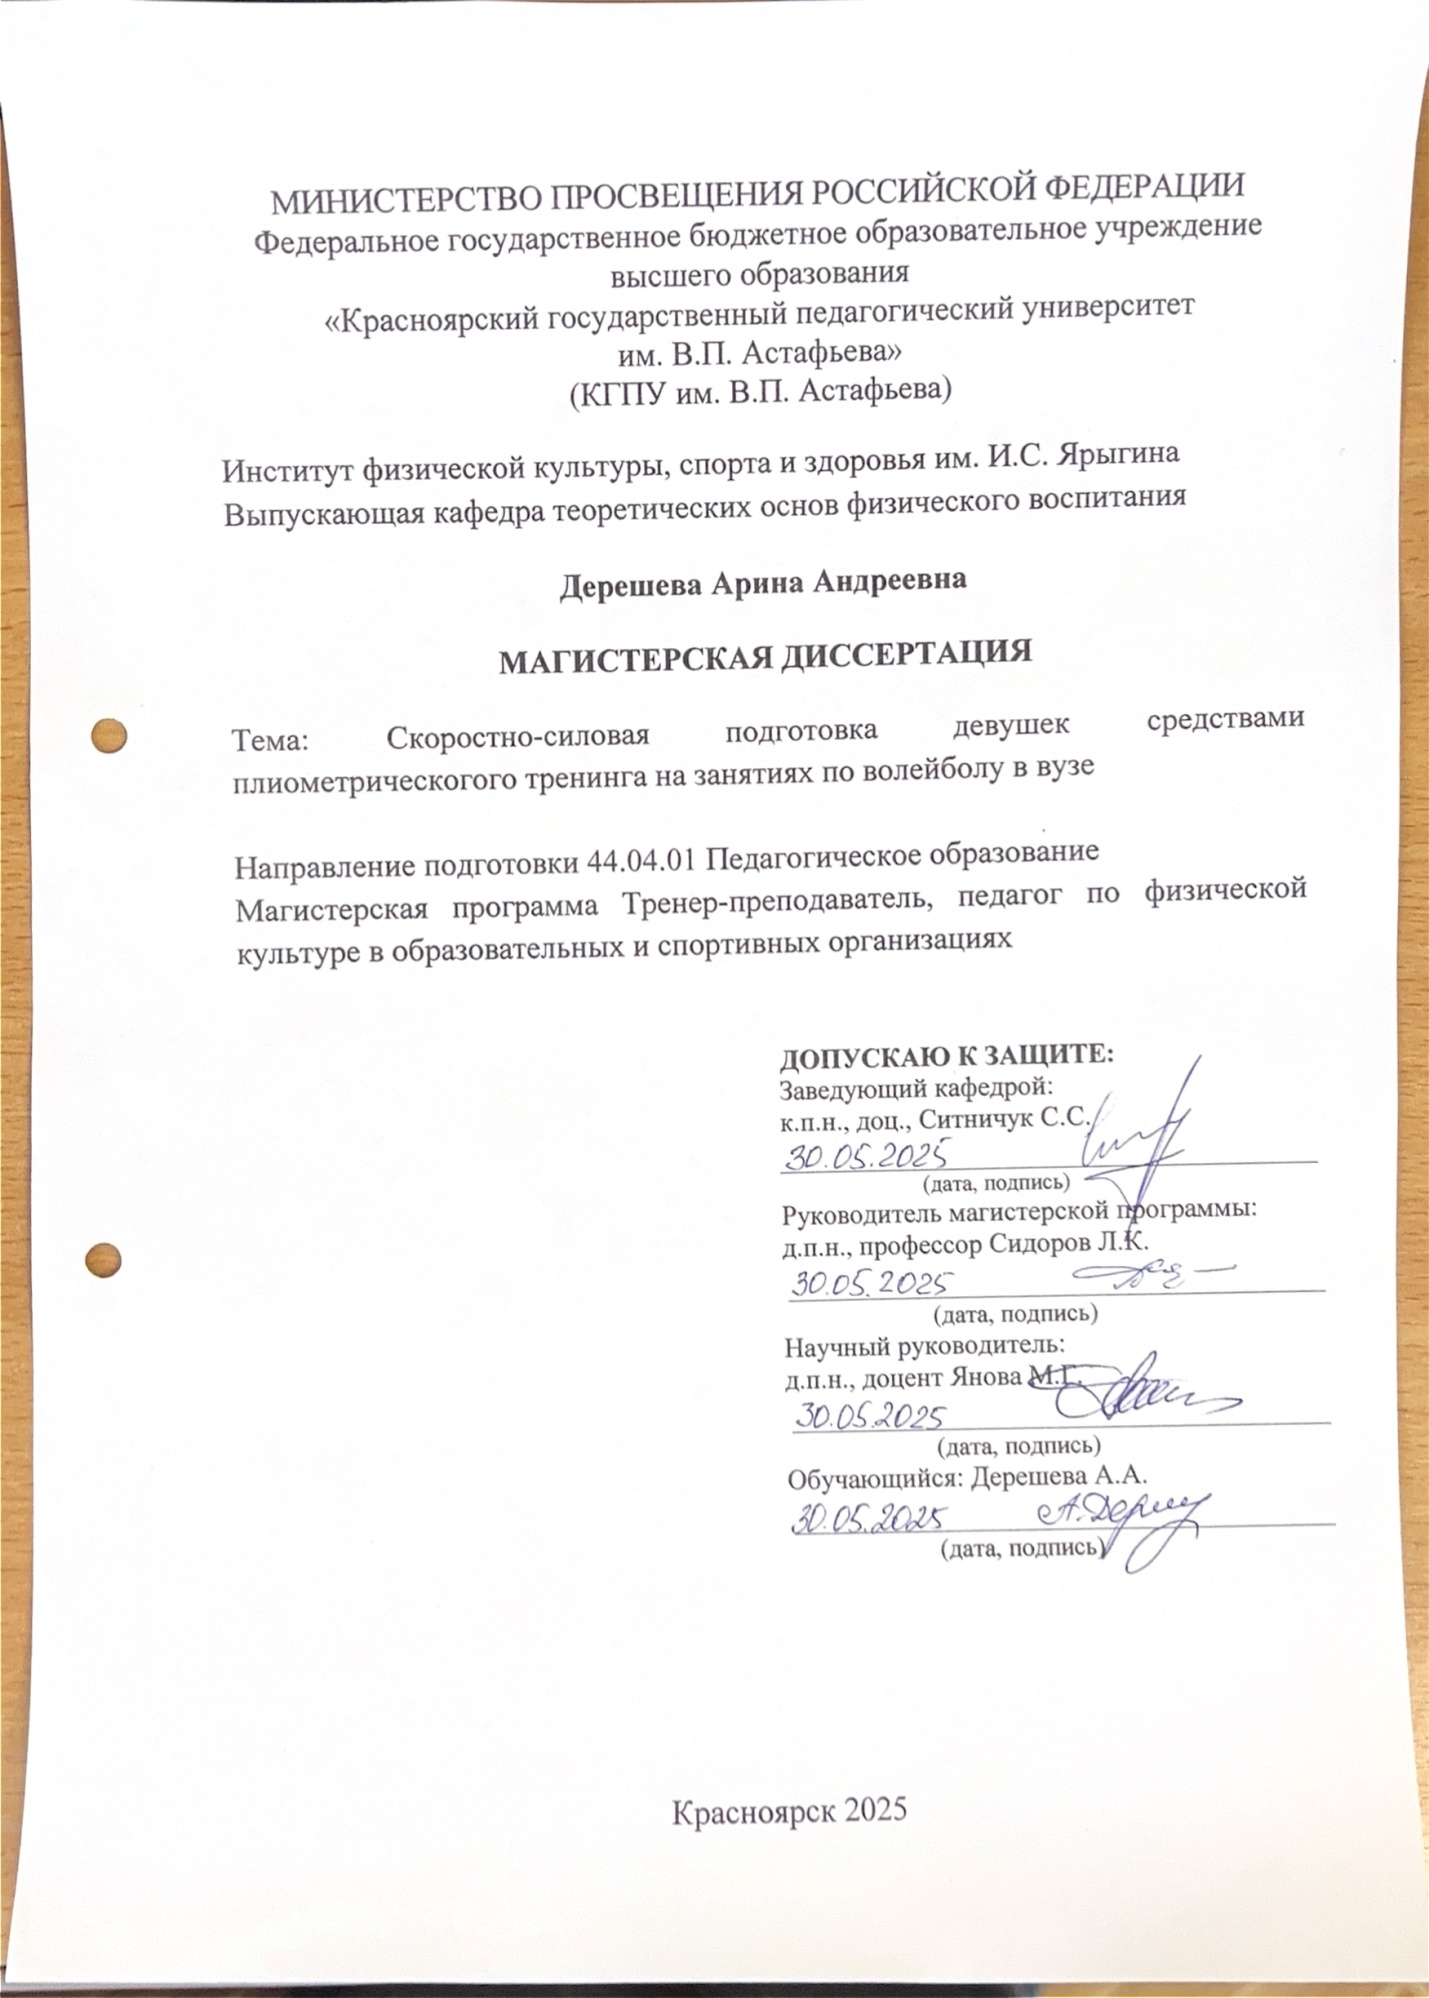 МИНИСТЕРСТВО ПРОСВЕЩЕНИЯ РОССИЙСКОЙ ФЕДЕРАЦИИ
Федеральное государственное бюджетное образовательное учреждение
высшего образования
«Красноярский государственный педагогический университет
им. В.П. Астафьева»
(КГПУ им. В.П. Астафьева)
Институт физической культуры, спорта и здоровья им. И.С. Ярыгина
Выпускающая кафедра теоретических основ физического воспитания
Дерешева Арина Андреевна
МАГИСТЕРСКАЯ ДИССЕРТАЦИЯ
Тема: Скоростно-силовая подготовка девушек средствами
плиометрического тренинга на занятиях по волейболу в вузе
Направление подготовки 44.04.01 Педагогическое образование
Магистерская программа Тренер-преподаватель, педагог по физической
культуре в образовательных и спортивных организациях
ДОПУСКАЮ К ЗАЩИТЕ:
Заведующий кафедрой:
к.п.н., доц., Ситничук С.С.
30.05.2025
(дата, подпись)
Руководитель магистерской программы:
д.п.н., профессор Сидоров Л.К.
30.05.2025
(дата, подпись)
Научный руководитель:
д.п.н., доцент Янова М.Г.
30.05.2025
(дата, подпись)
Обучающийся: Дерешева А.А.
30.05.2025
(дата, подпись)
Красноярск 2025